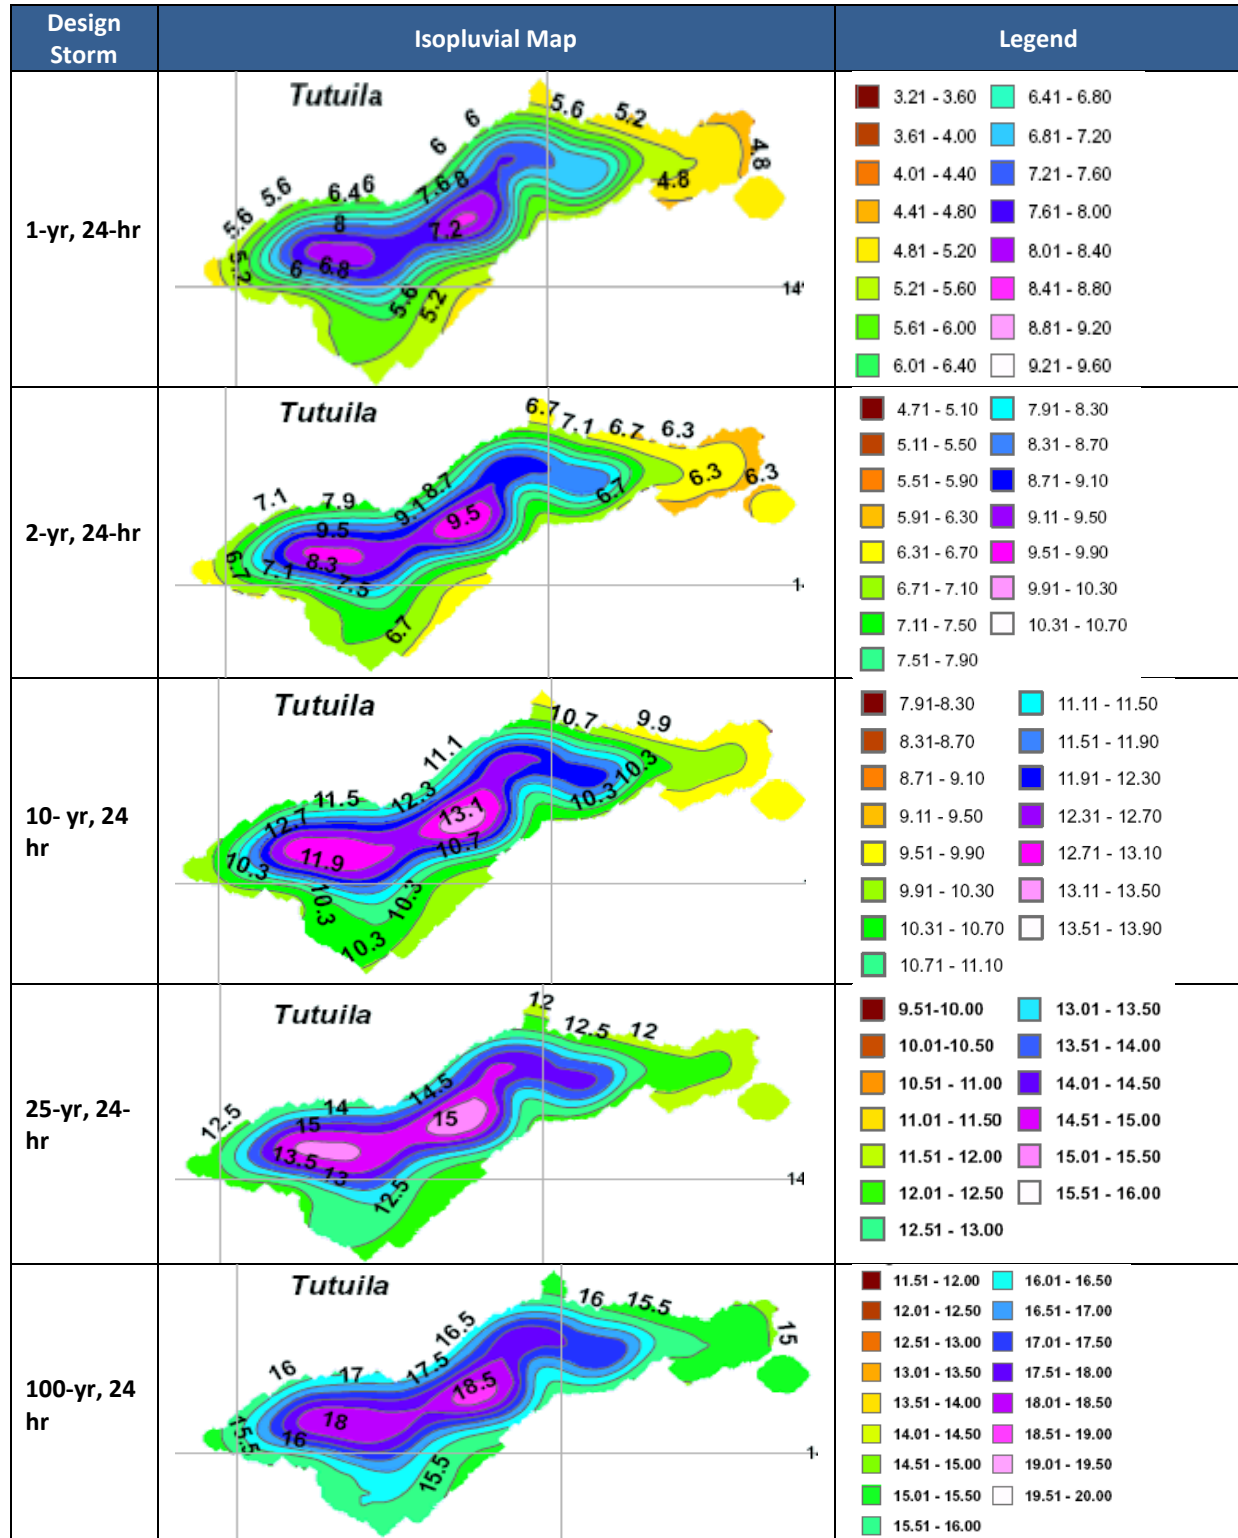 Design Storm
Isopluvial Map
Legend
1-yr, 24-hr
Tutuila
5.6
5.2
4.8
6
6
4.8
5.6
5.6
6.4
6
7.6
8
8
7.2
5.2
6
6.8
5.6
5.2
14'
3.21 - 3.60
6.41 - 6.80
3.61 - 4.00
6.81 - 7.20
4.01 - 4.40
7.21 - 7.60
4.41 - 4.80
7.61 - 8.00
4.81 - 5.20
8.01 - 8.40
5.21 - 5.60
8.41 - 8.80
5.61 - 6.00
8.81 - 9.20
6.01 - 6.40
9.21 - 9.60
2-yr, 24-hr
Tutuila
6.7
7.1
6.7
6.3
6.3
6.3
6.7
7.1
7.9
8.7
9.1
9.5
9.5
8.3
6.7
7.1
7.5
6.7
1-
4.71 - 5.10
7.91 - 8.30
5.11 - 5.50
8.31 - 8.70
5.51 - 5.90
8.71 - 9.10
5.91 - 6.30
9.11 - 9.50
6.31 - 6.70
9.51 - 9.90
6.71 - 7.10
9.91 - 10.30
7.11 - 7.50
10.31 - 10.70
7.51 - 7.90
10- yr, 24 hr
Tutuila
10.7
9.9
11.1
10.3
10.3
11.5
12.3
12.7
13.1
10.7
10.3
11.9
10.3
10.3
10.3
7.91-8.30
11.11 - 11.50
8.31-8.70
11.51 - 11.90
8.71 - 9.10
11.91 - 12.30
9.11 - 9.50
12.31 - 12.70
9.51 - 9.90
12.71 - 13.10
9.91 - 10.30
13.11 - 13.50
10.31 - 10.70
13.51 - 13.90
10.71 - 11.10
25-yr, 24-hr
Tutuila
12
12.5
12
14.5
14
12.5
15
15
13.5
13
12.5
14
9.51-10.00
13.01 - 13.50
10.01-10.50
13.51 - 14.00
10.51 - 11.00
14.01 - 14.50
11.01 - 11.50
14.51 - 15.00
11.51 - 12.00
15.01 - 15.50
12.01 - 12.50
15.51 - 16.00
12.51 - 13.00
100-yr, 24 hr
Tutuila
16
15.5
15
16.5
16
17
17.5
18.5
18
15.5
16
15.5
1-
11.51 - 12.00
16.01 - 16.50
12.01 - 12.50
16.51 - 17.00
12.51 - 13.00
17.01 - 17.50
13.01 - 13.50
17.51 - 18.00
13.51 - 14.00
18.01 - 18.50
14.01 - 14.50
18.51 - 19.00
14.51 - 15.00
19.01 - 19.50
15.01 - 15.50
19.51 - 20.00
15.51 - 16.00